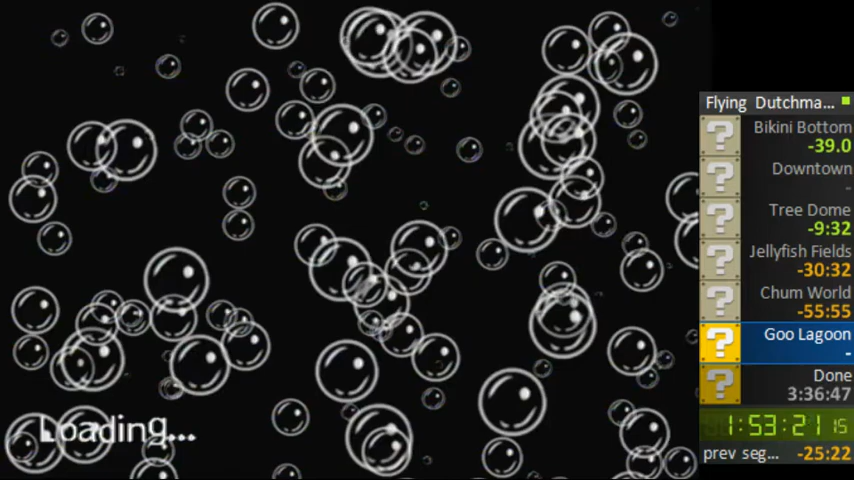 Flying Dutchma...
Bikini Bottom
-39.0
Downtown
-
Tree Dome
-9:32
Jellyfish Fields
-30:32
Chum World
-55:55
Goo Lagoon
-
Done
3:36:47
1:53:21 15
prev seg... -25:22
Loading...